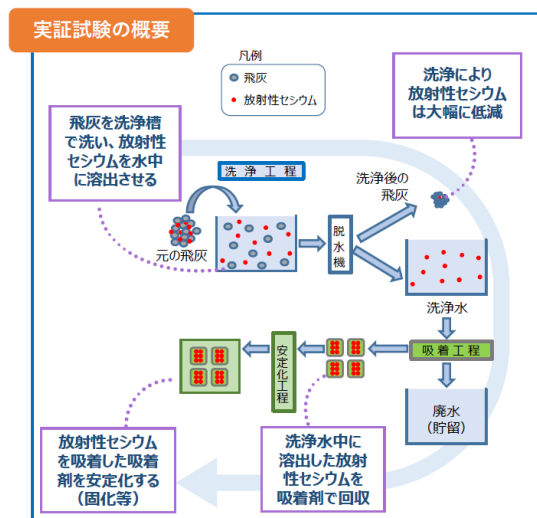 実証試験の概要
凡例
飛灰
放射性セシウム
洗浄により
放射性セシウム
は大幅に低減
飛灰を洗浄槽
で洗い、放射性
セシウムを水中
に溶出させる
洗浄工程
洗浄後の
飛灰
元の飛灰
脱水機
洗浄水
吸着工程
安定化工程
廃水
（貯留）
放射性セシウム
を吸着した吸着
剤を安定化する
（固化等）
洗浄水中に
溶出した放射
性セシウムを
吸着剤で回収